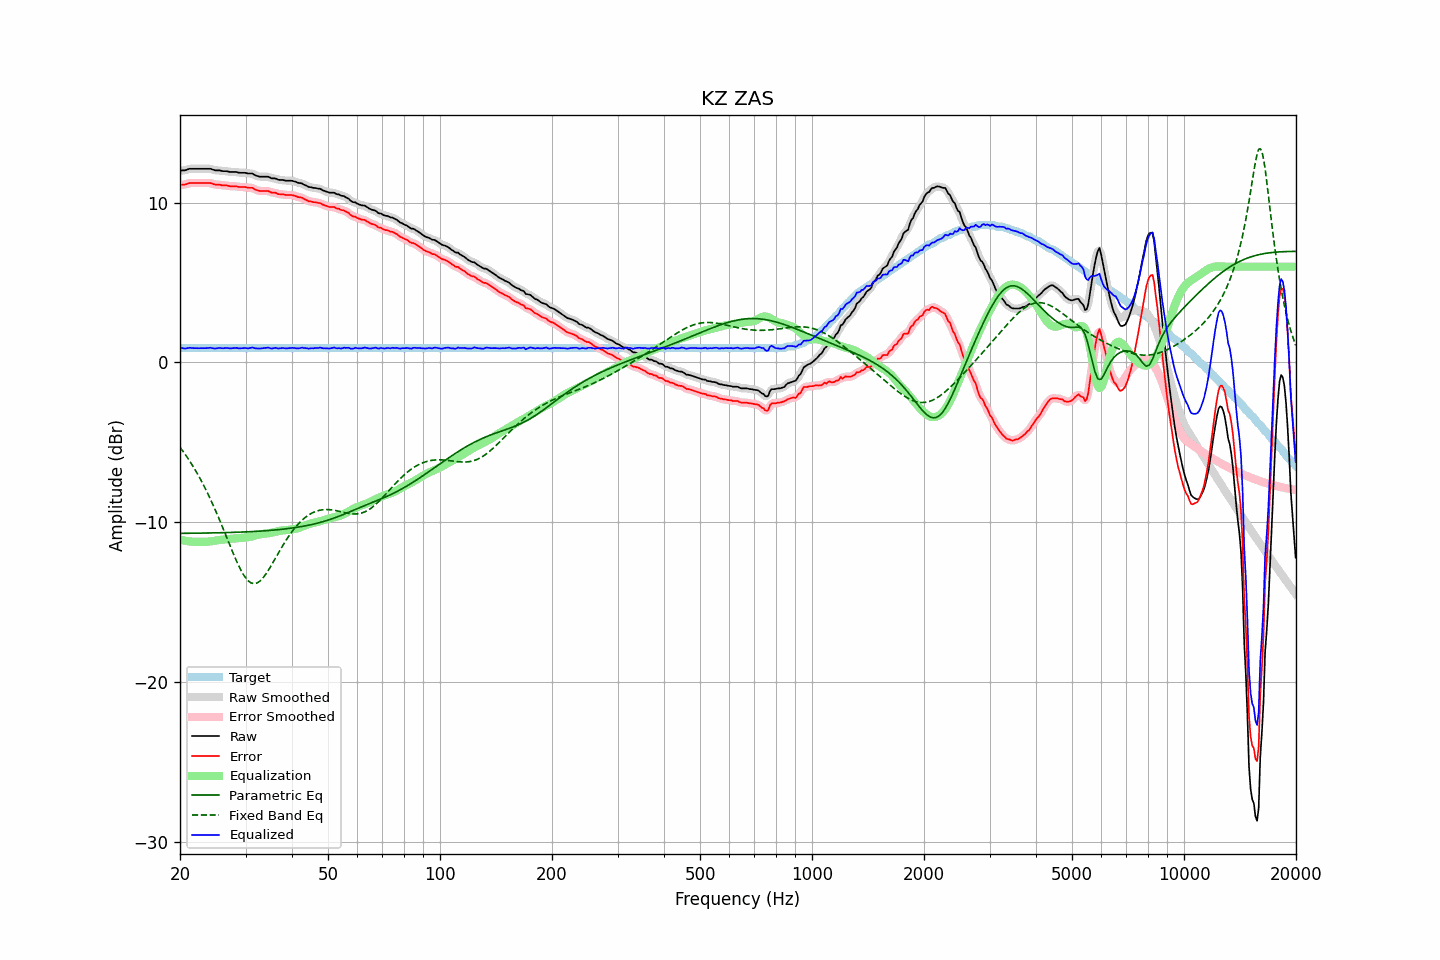 KZ ZAS
Amplitude (dBr)
10
0
−10
−20
−30
Target
Raw Smoothed
Error Smoothed
Raw
Error
Equalization
Parametric Eq
Fixed Band Eq
Equalized
20 50 100 200 500 1000 2000 5000 10000 20000
Frequency (Hz)